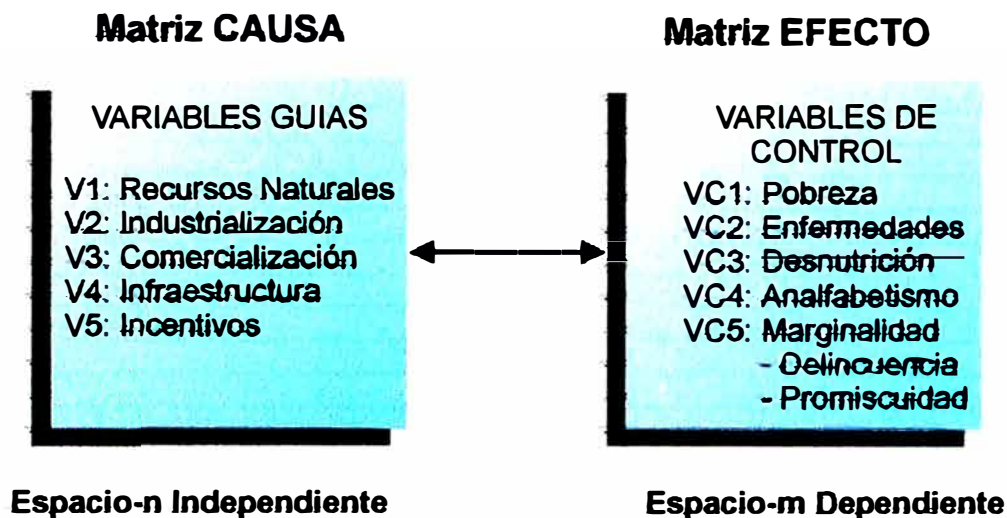 Matriz CAUSA
VARIABLES GUIAS
V1: Recursos Naturales
V2: Industrialización
V3: Comercialización
V4: Infraestructura
V5: Incentivos
Espacio-n Independiente
Matriz EFECTO
VARIABLES DE
CONTROL
VC1: Pobreza
VC2: Enfermedades
VC3: Desnutrición
VC4: Analfabetismo
VC5: Marginalidad
- Delincuencia
- Promiscuidad
Espacio-m Dependiente